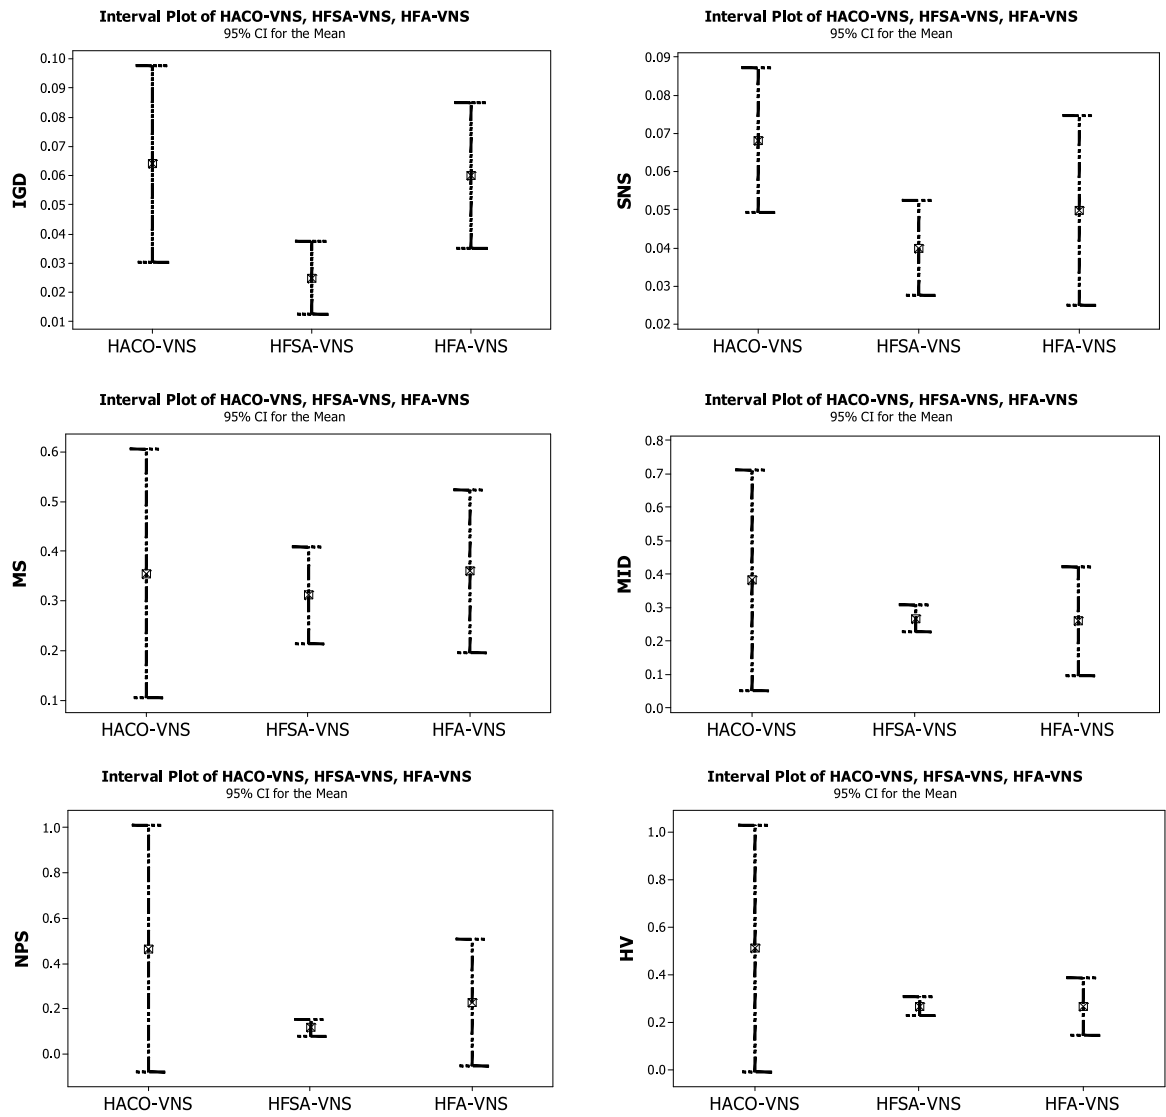 Interval Plot of HACO-VNS, HFSA-VNS, HFA-VNS
95% CI for the Mean
0.10
0.09
0.08
0.07
0.06
0.05
0.04
0.03
0.02
0.01
IGD
HACO-VNS HFSA-VNS HFA-VNS
Interval Plot of HACO-VNS, HFSA-VNS, HFA-VNS
95% CI for the Mean
0.09
0.08
0.07
0.06
0.05
0.04
0.03
0.02
SNS
HACO-VNS HFSA-VNS HFA-VNS
Interval Plot of HACO-VNS, HFSA-VNS, HFA-VNS
95% CI for the Mean
0.6
0.5
0.4
0.3
0.2
0.1
MS
HACO-VNS HFSA-VNS HFA-VNS
Interval Plot of HACO-VNS, HFSA-VNS, HFA-VNS
95% CI for the Mean
0.8
0.7
0.6
0.5
0.4
0.3
0.2
0.1
0.0
MID
HACO-VNS HFSA-VNS HFA-VNS
Interval Plot of HACO-VNS, HFSA-VNS, HFA-VNS
95% CI for the Mean
1.0
0.8
0.6
0.4
0.2
0.0
NPS
HACO-VNS HFSA-VNS HFA-VNS
Interval Plot of HACO-VNS, HFSA-VNS, HFA-VNS
95% CI for the Mean
1.0
0.8
0.6
0.4
0.2
0.0
HV
HACO-VNS HFSA-VNS HFA-VNS